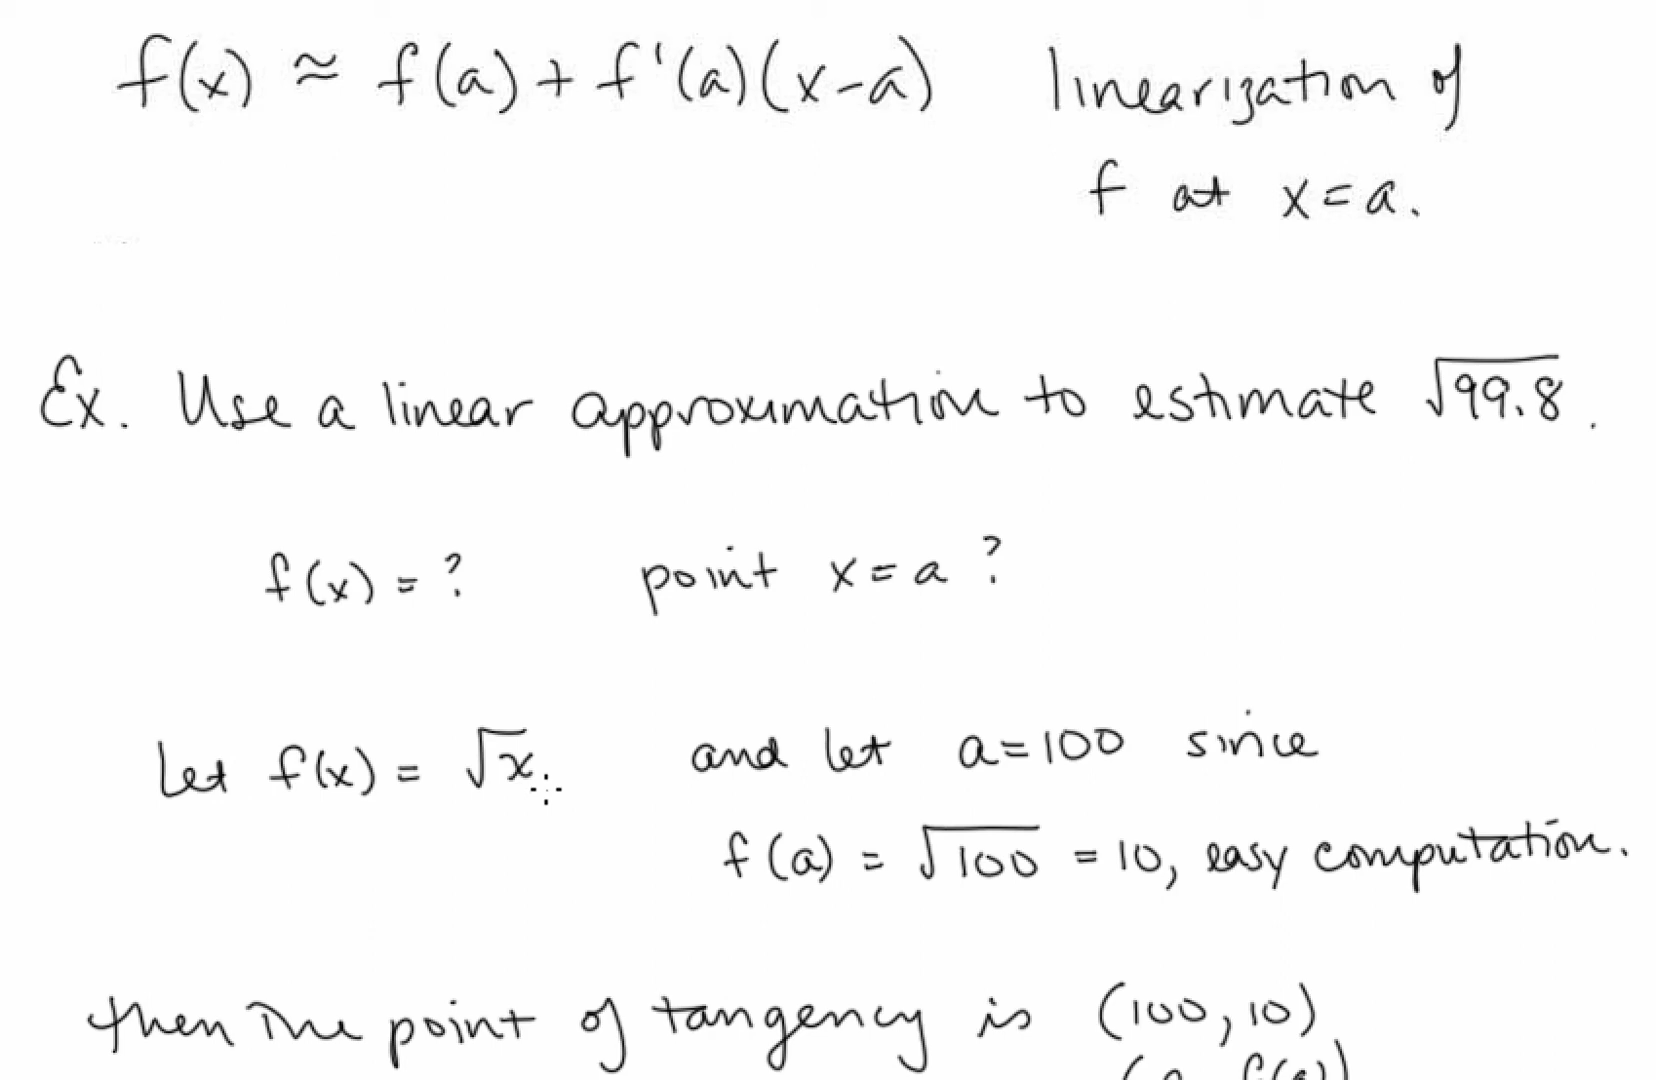 f(x) ≈ f(a) + f'(a)(x-a) linearization of
f at x=a.
Ex. Use a linear approximation to estimate √99.8.
f(x) = ? point x=a ?
Let f(x) = √x. and let a=100 since
f(a) = √100 = 10, easy computation.
then the point of tangency is (100, 10)
(a, f(a))